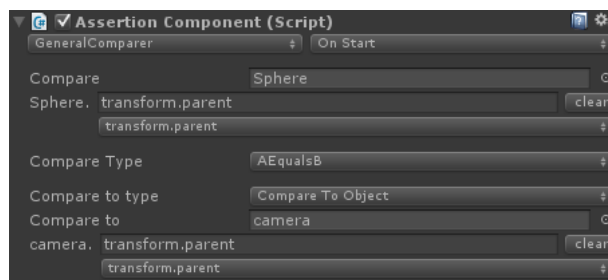 Assertion Component (Script)
GeneralComparer On Start
Compare Sphere
Sphere. transform.parent clear
transform.parent
Compare Type AEqualsB
Compare to type Compare To Object
Compare to camera
camera. transform.parent clear
transform.parent